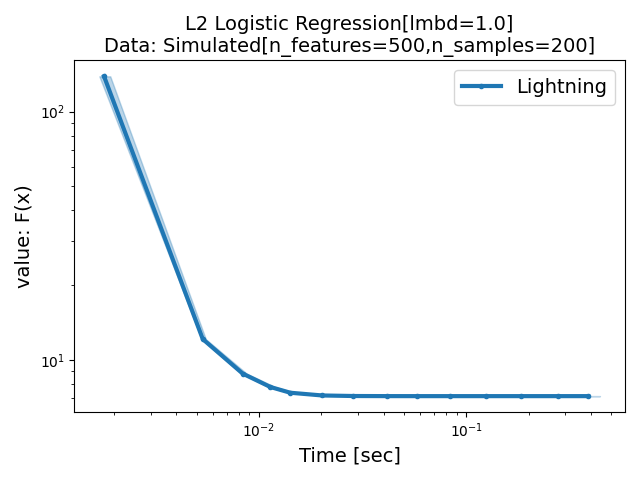 L2 Logistic Regression[lmbd=1.0]
Data: Simulated[n_features=500,n_samples=200]
Lightning
10²
10¹
value: F(x)
10⁻²
10⁻¹
Time [sec]